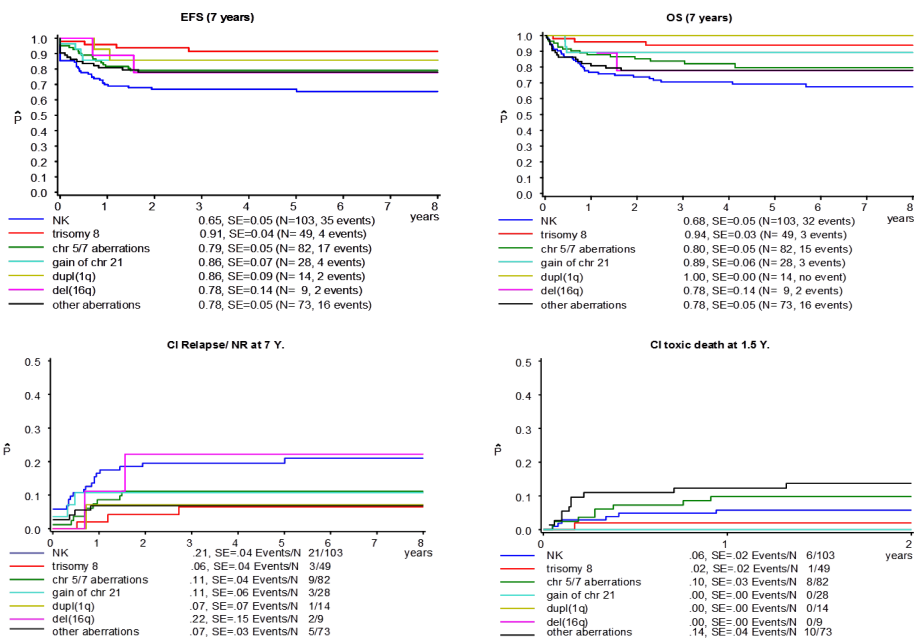 EFS (7 years)
1.0
0.9
0.8
0.7
0.6
0.5
0.4
0.3
0.2
0.1
0.0
P̂
0 1 2 3 4 5 6 7 8
years
NK 0.65, SE=0.05 (N=103, 35 events)
trisomy 8 0.91, SE=0.04 (N= 49, 4 events)
chr 5/7 aberrations 0.79, SE=0.05 (N= 82, 17 events)
gain of chr 21 0.86, SE=0.07 (N= 28, 4 events)
dupl(1q) 0.86, SE=0.09 (N= 14, 2 events)
del(16q) 0.78, SE=0.14 (N= 9, 2 events)
other aberrations 0.78, SE=0.05 (N= 73, 16 events)
OS (7 years)
1.0
0.9
0.8
0.7
0.6
0.5
0.4
0.3
0.2
0.1
0.0
P̂
0 1 2 3 4 5 6 7 8
years
NK 0.68, SE=0.05 (N=103, 32 events)
trisomy 8 0.94, SE=0.03 (N= 49, 3 events)
chr 5/7 aberrations 0.80, SE=0.05 (N= 82, 15 events)
gain of chr 21 0.89, SE=0.06 (N= 28, 3 events)
dupl(1q) 1.00, SE=0.00 (N= 14, no event)
del(16q) 0.78, SE=0.14 (N= 9, 2 events)
other aberrations 0.78, SE=0.05 (N= 73, 16 events)
CI Relapse/ NR at 7 Y.
0.5
0.4
0.3
0.2
0.1
0.0
P̂
0 1 2 3 4 5 6 7 8
years
NK .21, SE=.04 Events/N 21/103
trisomy 8 .06, SE=.04 Events/N 3/49
chr 5/7 aberrations .11, SE=.04 Events/N 9/82
gain of chr 21 .11, SE=.06 Events/N 3/28
dupl(1q) .07, SE=.07 Events/N 1/14
del(16q) .22, SE=.15 Events/N 2/9
other aberrations .07, SE=.03 Events/N 5/73
CI toxic death at 1.5 Y.
0.5
0.4
0.3
0.2
0.1
0.0
P̂
0 1 2
years
NK .06, SE=.02 Events/N 6/103
trisomy 8 .02, SE=.02 Events/N 1/49
chr 5/7 aberrations .10, SE=.03 Events/N 8/82
gain of chr 21 .00, SE=.00 Events/N 0/28
dupl(1q) .00, SE=.00 Events/N 0/14
del(16q) .00, SE=.00 Events/N 0/9
other aberrations .14, SE=.04 Events/N 10/73